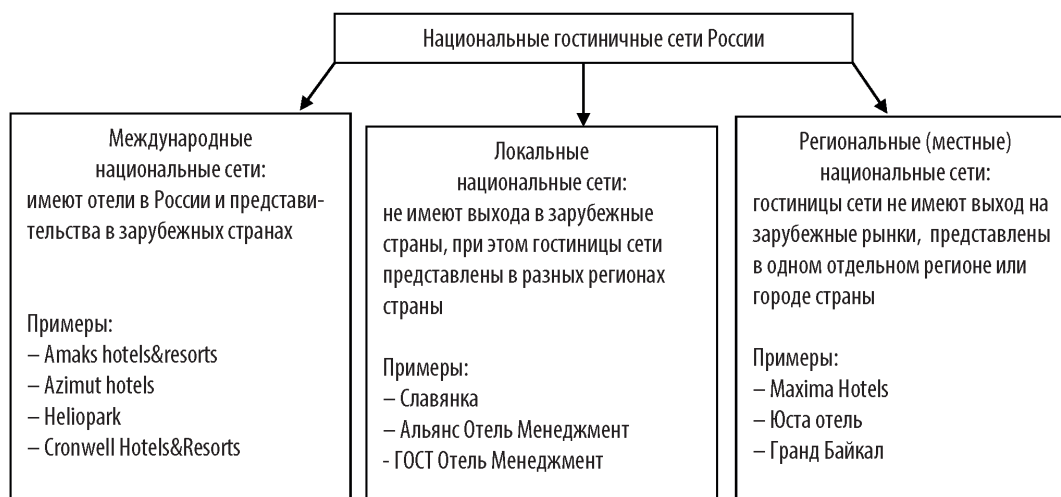 Национальные гостиничные сети России
Международные
национальные сети:
имеют отели в России и представи-
тельства в зарубежных странах
Примеры:
– Amaks hotels&resorts
– Azimut hotels
– Heliopark
– Cronwell Hotels&Resorts
Локальные
национальные сети:
не имеют выхода в зарубежные
страны, при этом гостиницы сети
представлены в разных регионах
страны
Примеры:
– Славянка
– Альянс Отель Менеджмент
- ГОСТ Отель Менеджмент
Региональные (местные)
национальные сети:
гостиницы сети не имеют выход на
зарубежные рынки, представлены
в одном отдельном регионе или
городе страны
Примеры:
– Maxima Hotels
– Юста отель
– Гранд Байкал